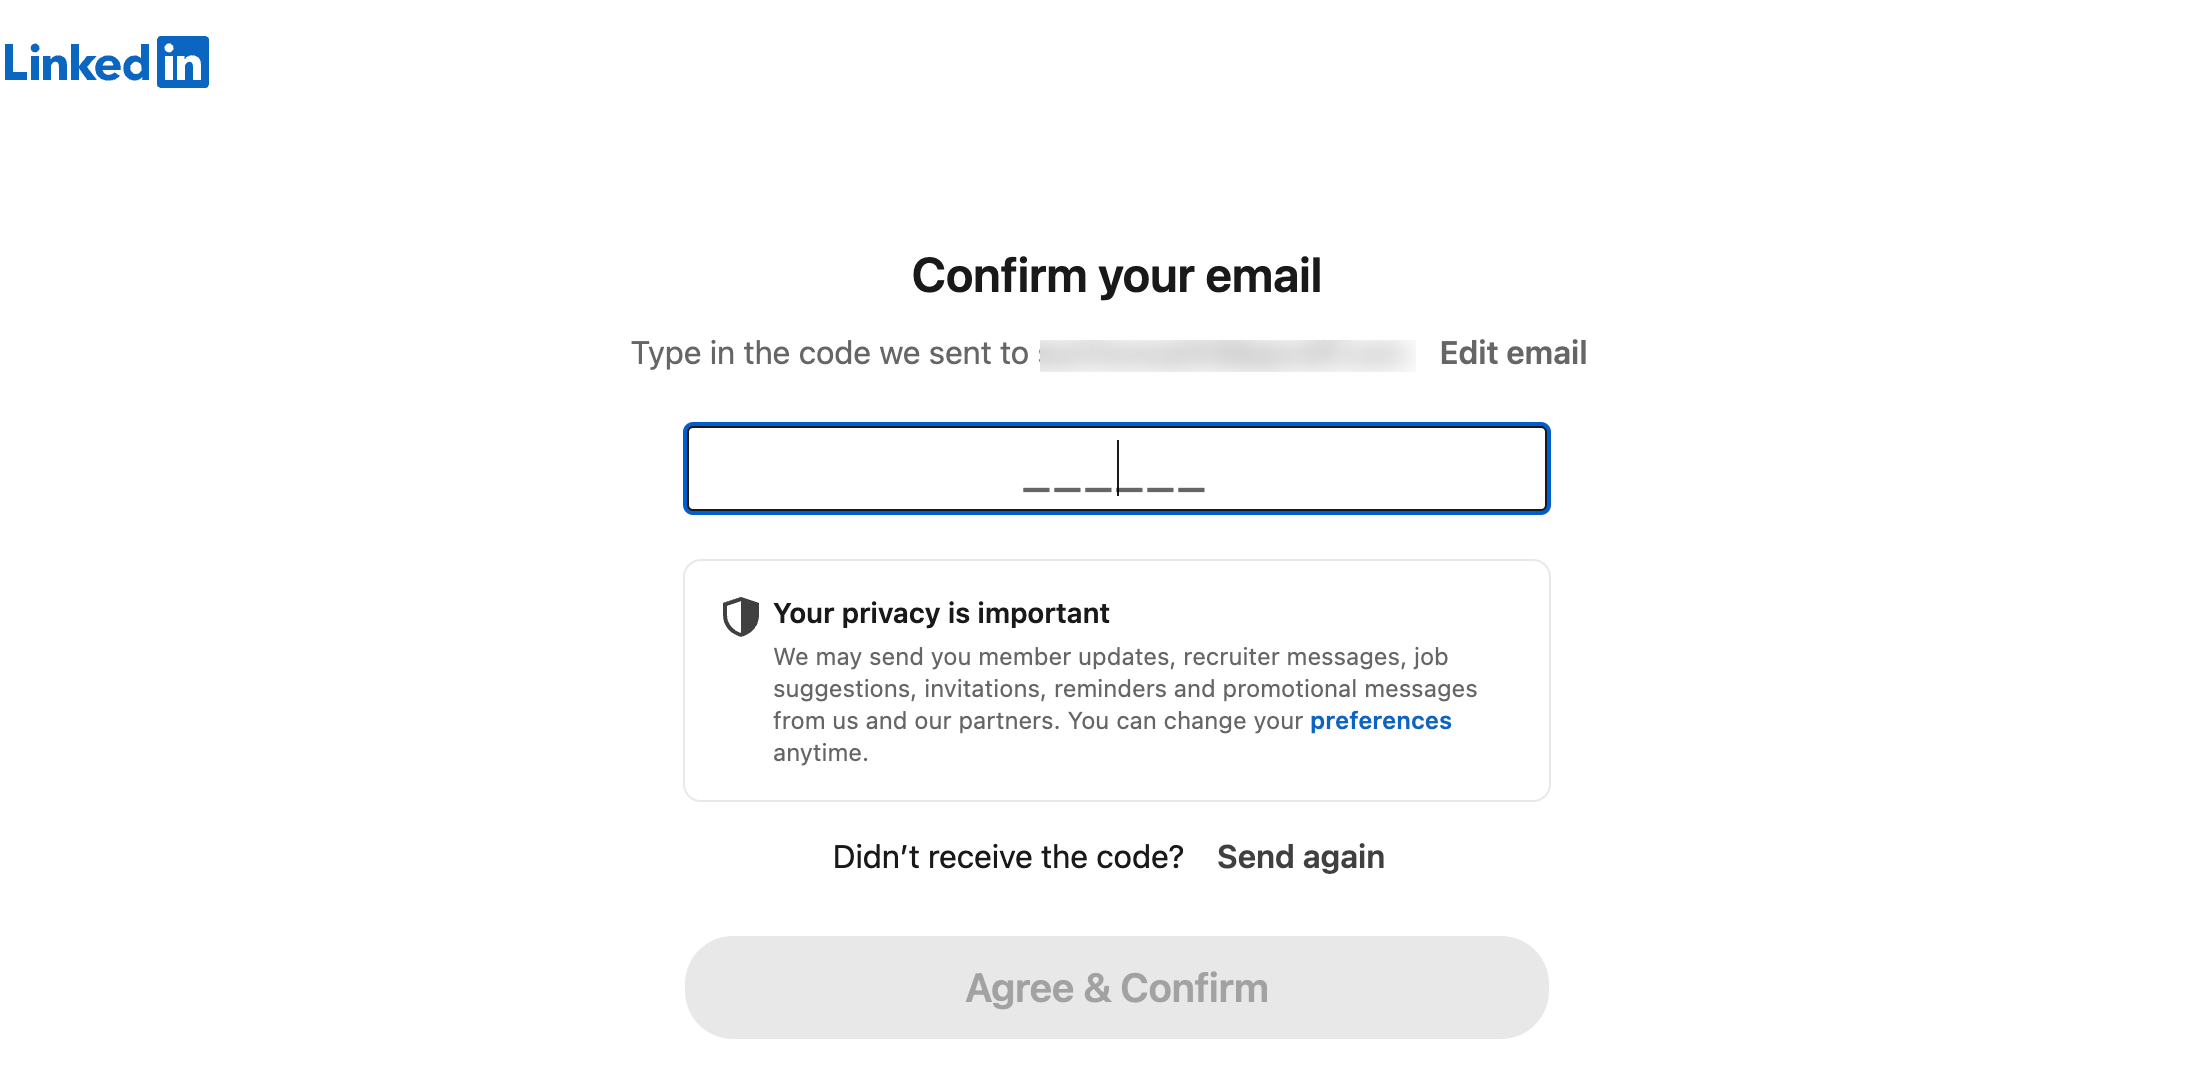 Linkedin
Confirm your email
Type in the code we sent to Edit email
______
Your privacy is important
We may send you member updates, recruiter messages, job
suggestions, invitations, reminders and promotional messages
from us and our partners. You can change your preferences
anytime.
Didn’t receive the code? Send again
Agree & Confirm